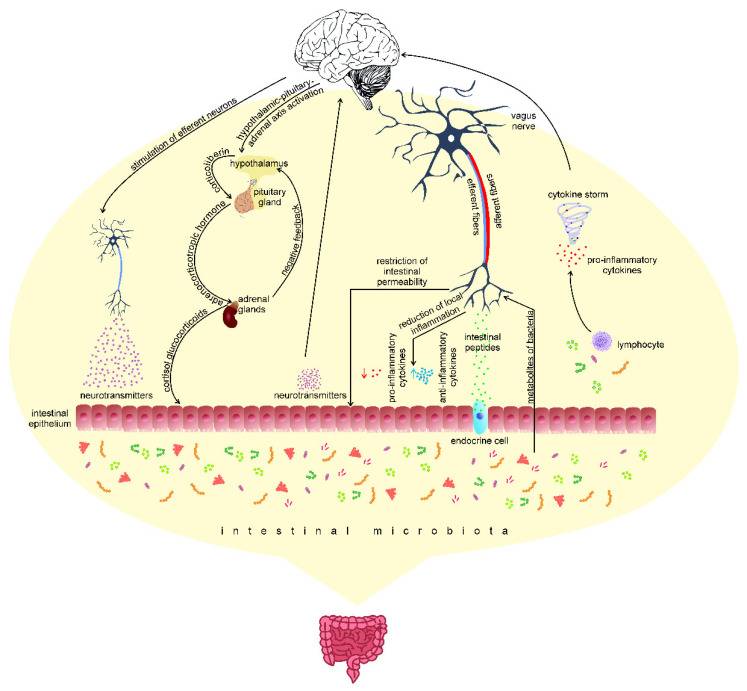 stimulation of efferent neurons
hypothalamic-pituitary-
adrenal axis activation
corticoliberin
hypothalamus
pituitary
gland
adrenocorticotropic hormone
negative feedback
adrenal
glands
cortisol glucocorticoids
neurotransmitters
neurotransmitters
vagus
nerve
efferent fibers
afferent fibers
restriction of
intestinal
permeability
reduction of local
inflammation
pro-inflammatory
cytokines
anti-inflammatory
cytokines
intestinal
peptides
metabolites of bacteria
cytokine storm
pro-inflammatory
cytokines
lymphocyte
intestinal
epithelium
endocrine cell
intestinal microbiota